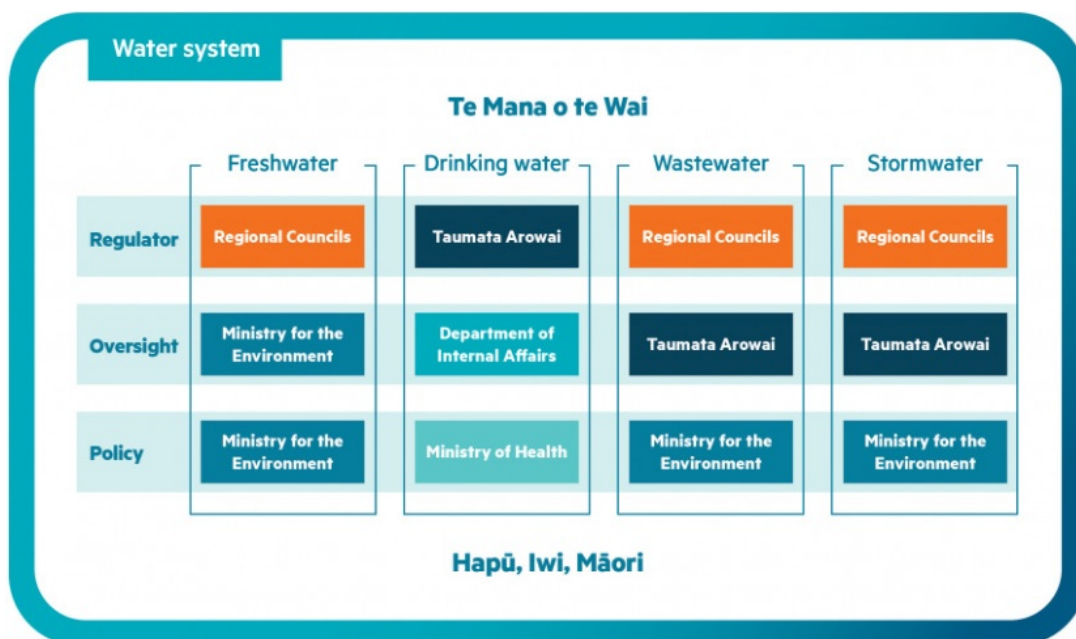 Water system
Te Mana o te Wai
Freshwater
Drinking water
Wastewater
Stormwater
Regulator
Regional Councils
Taumata Arowai
Regional Councils
Regional Councils
Oversight
Ministry for the
Environment
Department of
Internal Affairs
Taumata Arowai
Taumata Arowai
Policy
Ministry for the
Environment
Ministry of Health
Ministry for the
Environment
Ministry for the
Environment
Hapū, Iwi, Māori